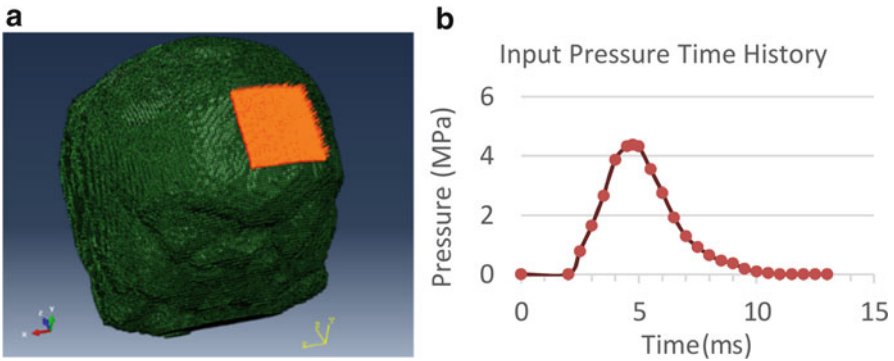 a
X
Z
Y
Z
Y
X
b
Input Pressure Time History
Pressure (MPa)
6
4
2
0
0
5
10
15
Time(ms)